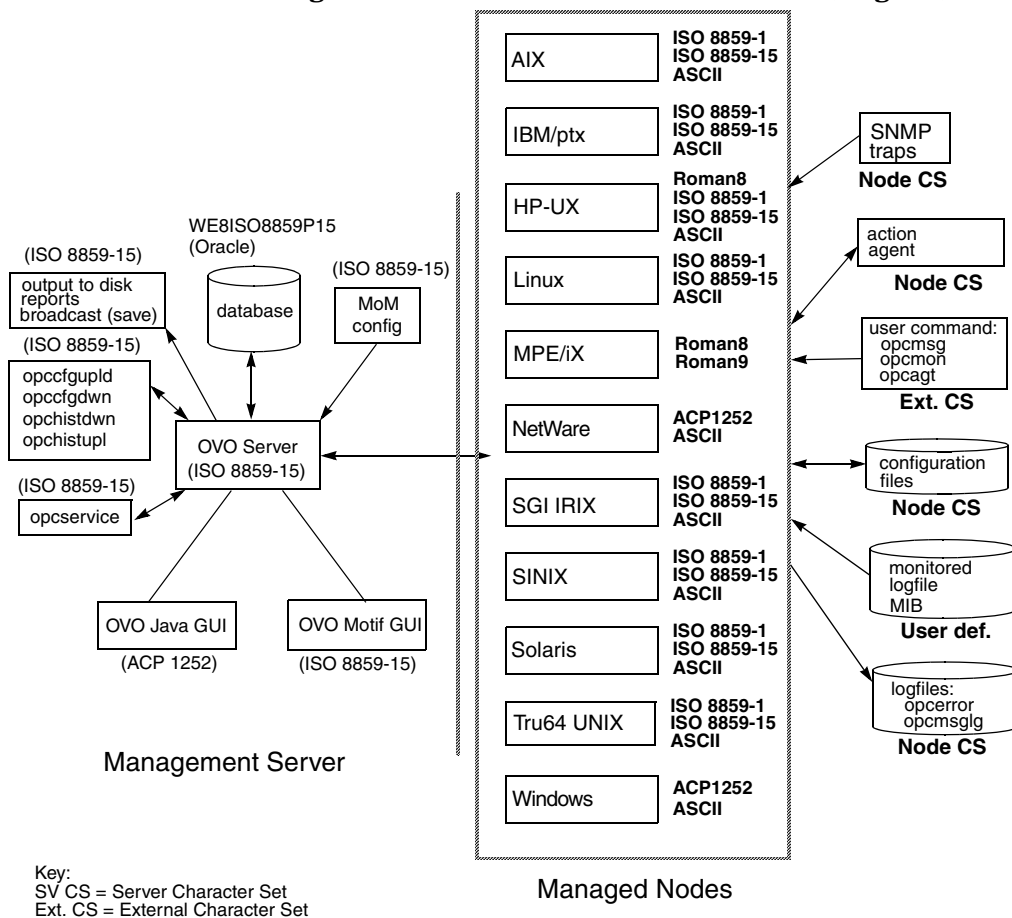 AIX
ISO 8859-1
ISO 8859-15
ASCII
IBM/ptx
ISO 8859-1
ISO 8859-15
ASCII
HP-UX
Roman8
ISO 8859-1
ISO 8859-15
ASCII
Linux
ISO 8859-1
ISO 8859-15
ASCII
MPE/iX
Roman8
Roman9
NetWare
ACP1252
ASCII
SGI IRIX
ISO 8859-1
ISO 8859-15
ASCII
SINIX
ISO 8859-1
ISO 8859-15
ASCII
Solaris
ISO 8859-1
ISO 8859-15
ASCII
Tru64 UNIX
ISO 8859-1
ISO 8859-15
ASCII
Windows
ACP1252
ASCII
Managed Nodes
WE8ISO8859P15
(Oracle)
database
(ISO 8859-15)
output to disk
reports
broadcast (save)
(ISO 8859-15)
MoM
config
(ISO 8859-15)
opccfgupld
opccfgdwn
opchistdwn
opchistupl
OVO Server
(ISO 8859-15)
(ISO 8859-15)
opcservice
OVO Java GUI
(ACP 1252)
OVO Motif GUI
(ISO 8859-15)
Management Server
SNMP
traps
Node CS
action
agent
Node CS
user command:
opcmsg
opcmon
opcagt
Ext. CS
configuration
files
Node CS
monitored
logfile
MIB
User def.
logfiles:
opcerror
opcmsglg
Node CS
Key:
SV CS = Server Character Set
Ext. CS = External Character Set